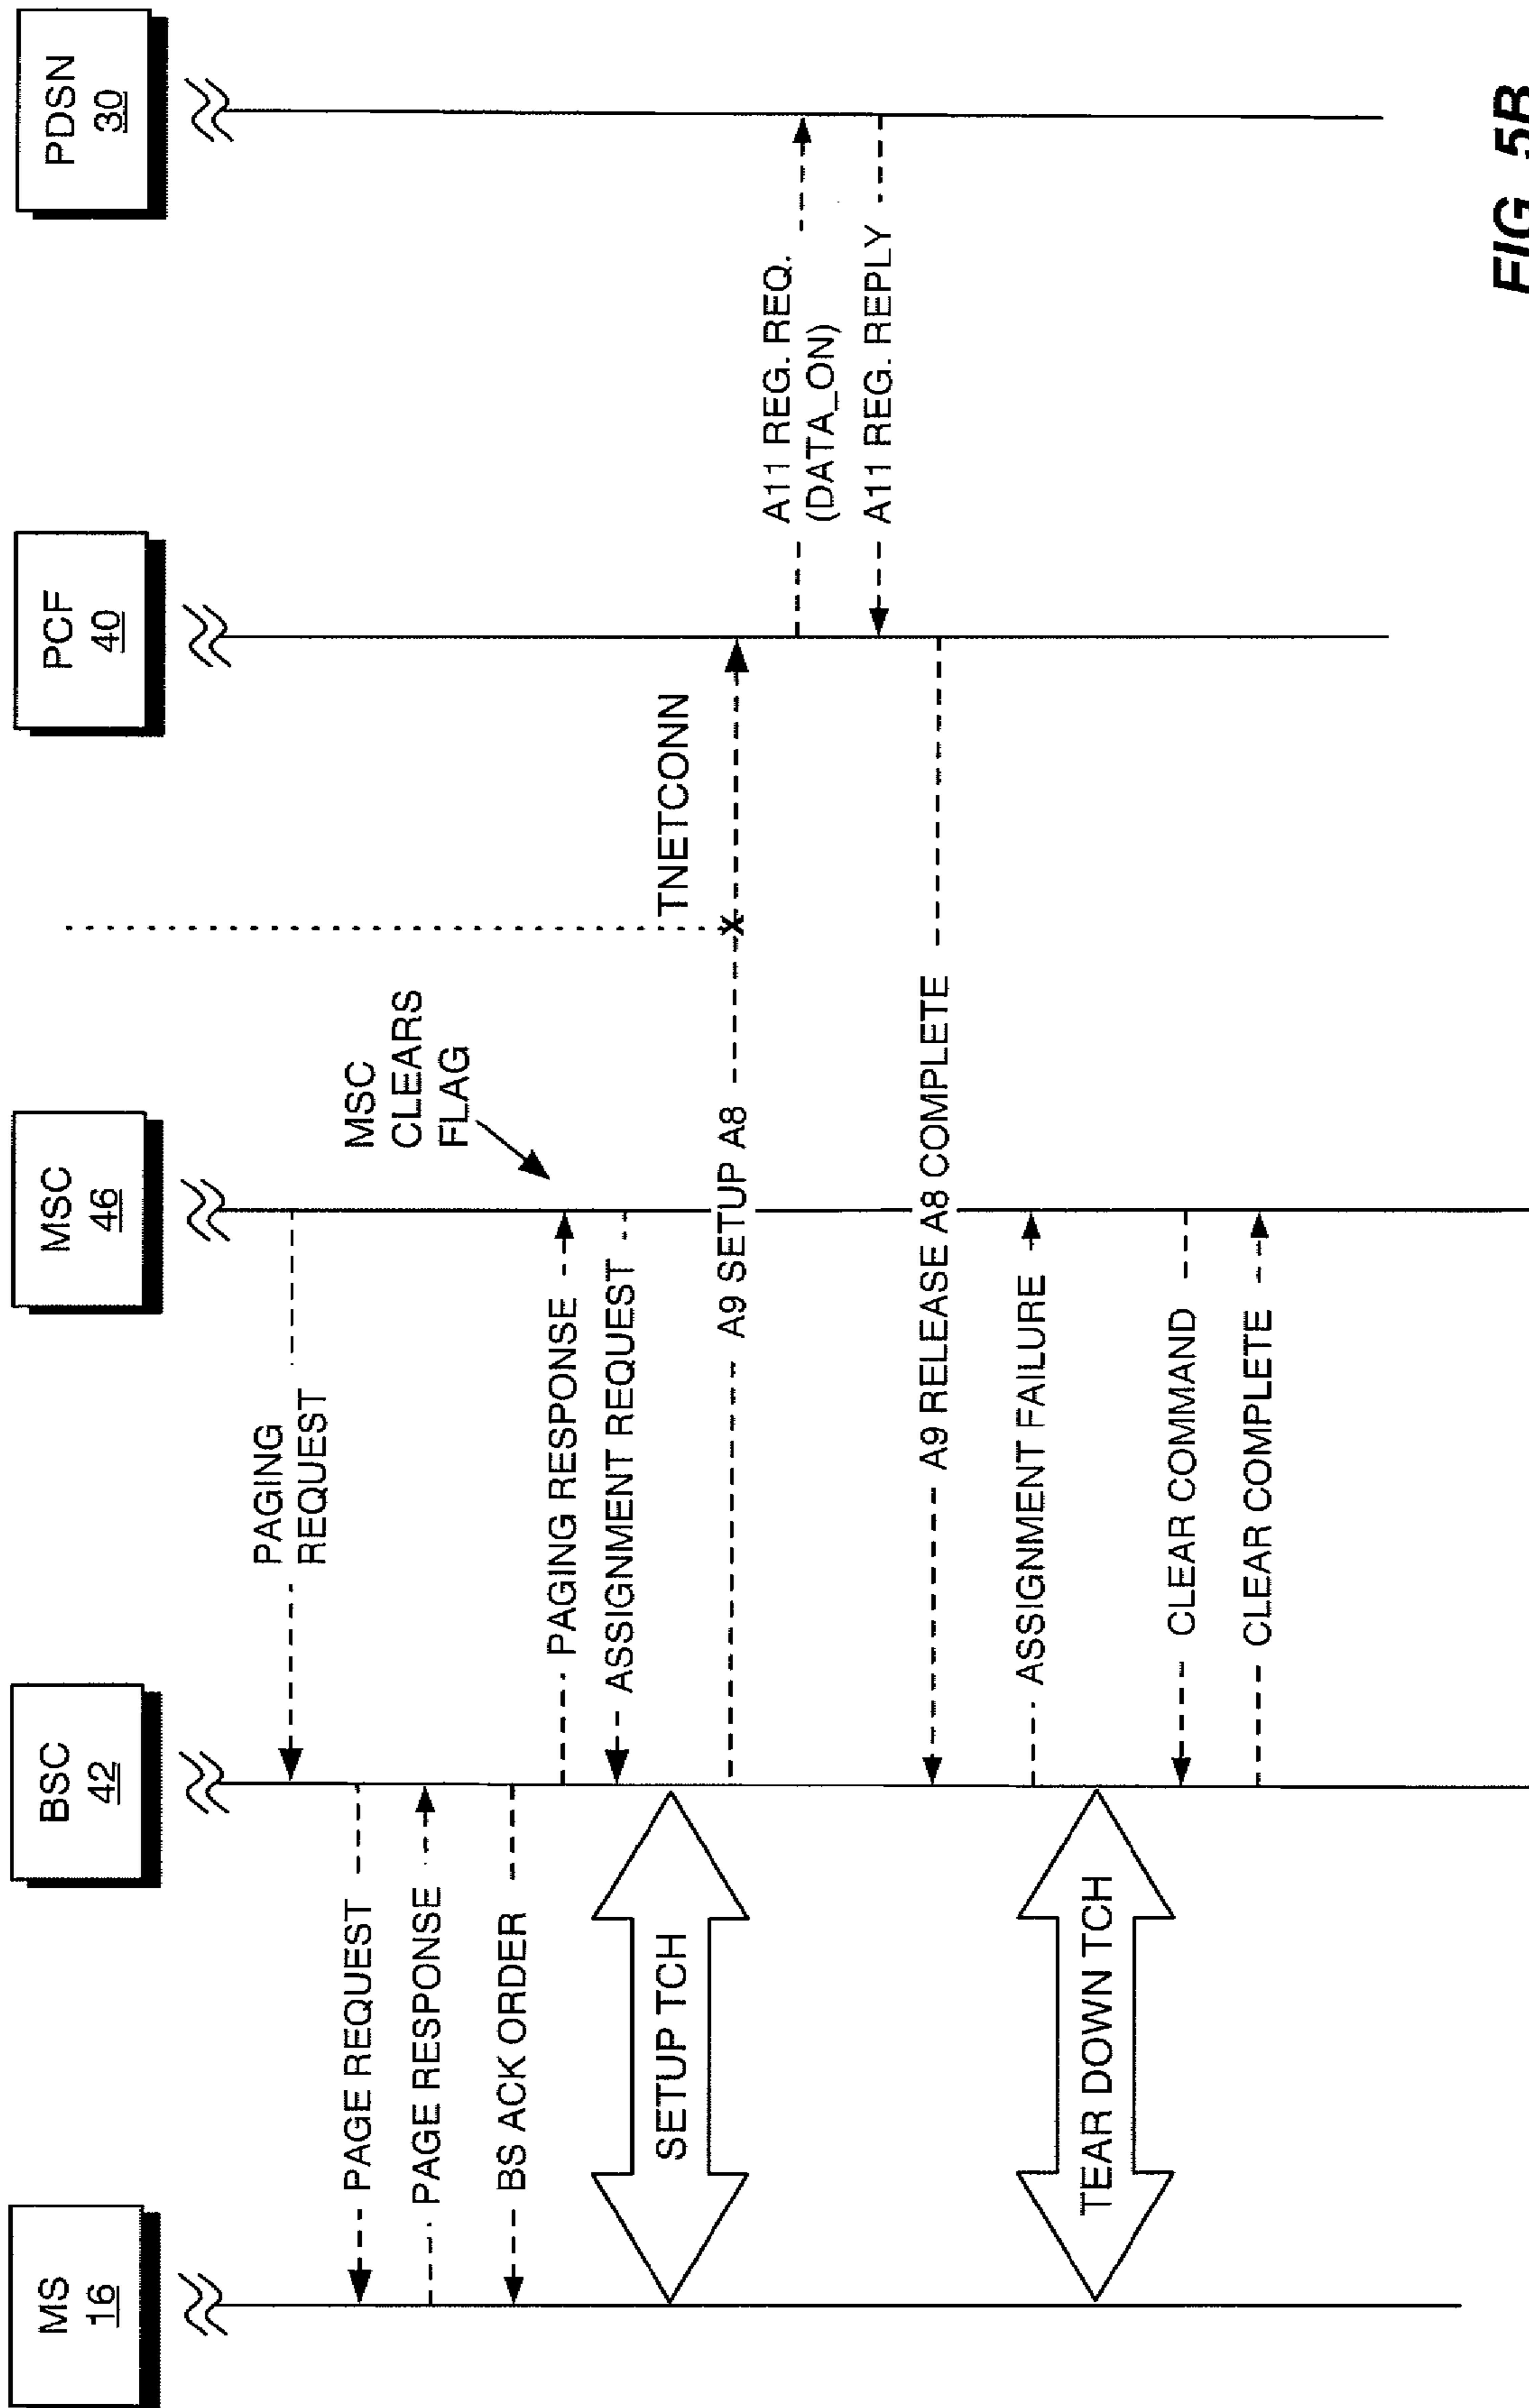 MS
16
BSC
42
MSC
46
PCF
40
PDSN
30
PAGING
REQUEST
PAGE REQUEST
PAGE RESPONSE
BS ACK ORDER
MSC
CLEARS
FLAG
PAGING RESPONSE
ASSIGNMENT REQUEST
SETUP TCH
TNETCONN
A9 SETUP A8
A11 REG. REQ.
(DATA_ON)
A11 REG. REPLY
A9 RELEASE A8 COMPLETE
ASSIGNMENT FAILURE
TEAR DOWN TCH
CLEAR COMMAND
CLEAR COMPLETE
FIG. 5B